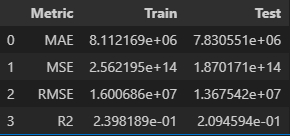 Metric Train Test
0 MAE 8.112169e+06 7.830551e+06
1 MSE 2.562195e+14 1.870171e+14
2 RMSE 1.600686e+07 1.367542e+07
3 R2 2.398189e-01 2.094594e-01